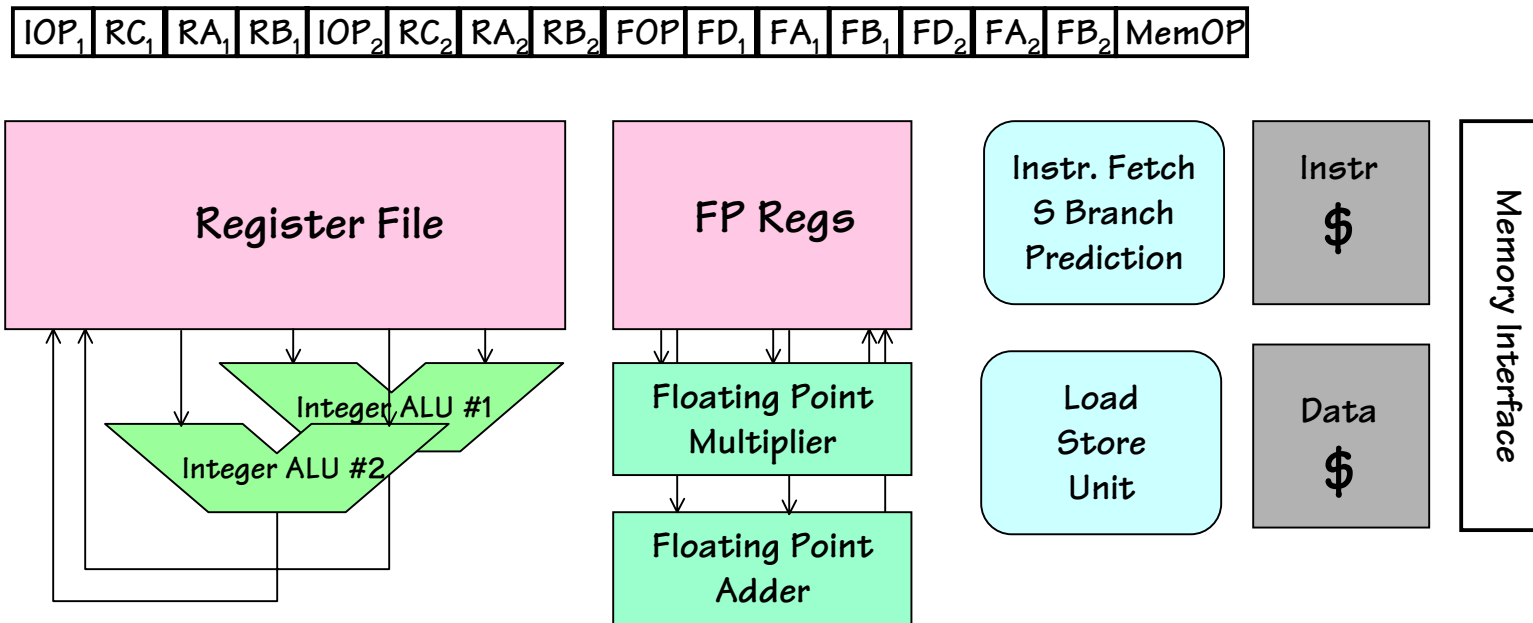 IOP₁ RC₁ RA₁ RB₁ IOP₂ RC₂ RA₂ RB₂ FOP FD₁ FA₁ FB₁ FD₂ FA₂ FB₂ MemOP
Register File
FP Regs
Instr. Fetch
S Branch
Prediction
Instr
$
Memory Interface
Integer ALU #1
Integer ALU #2
Floating Point
Multiplier
Floating Point
Adder
Load
Store
Unit
Data
$